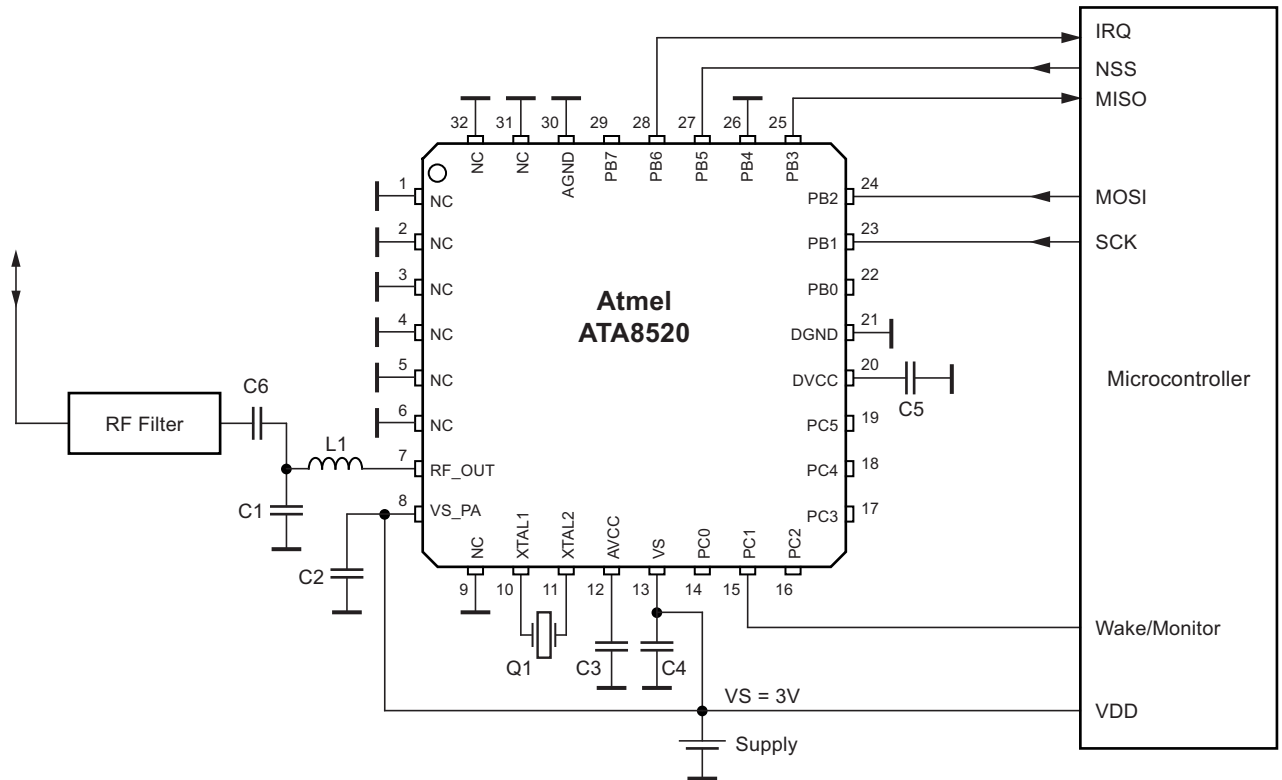 IRQ
NSS
MISO
32 31 30 29 28 27 26 25
NC NC AGND PB7 PB6 PB5 PB4 PB3
1 NC
PB2 24 MOSI
2 NC
PB1 23 SCK
3 NC
PB0 22
Atmel
ATA8520
4 NC
DGND 21
5 NC
DVCC 20
C5
Microcontroller
6 NC
PC5 19
C6
RF Filter
L1
7 RF_OUT
PC4 18
C1
8 VS_PA
PC3 17
NC XTAL1 XTAL2 AVCC VS PC0 PC1 PC2
C2
9 10 11 12 13 14 15 16
Wake/Monitor
Q1 C3 C4
VS = 3V
VDD
Supply